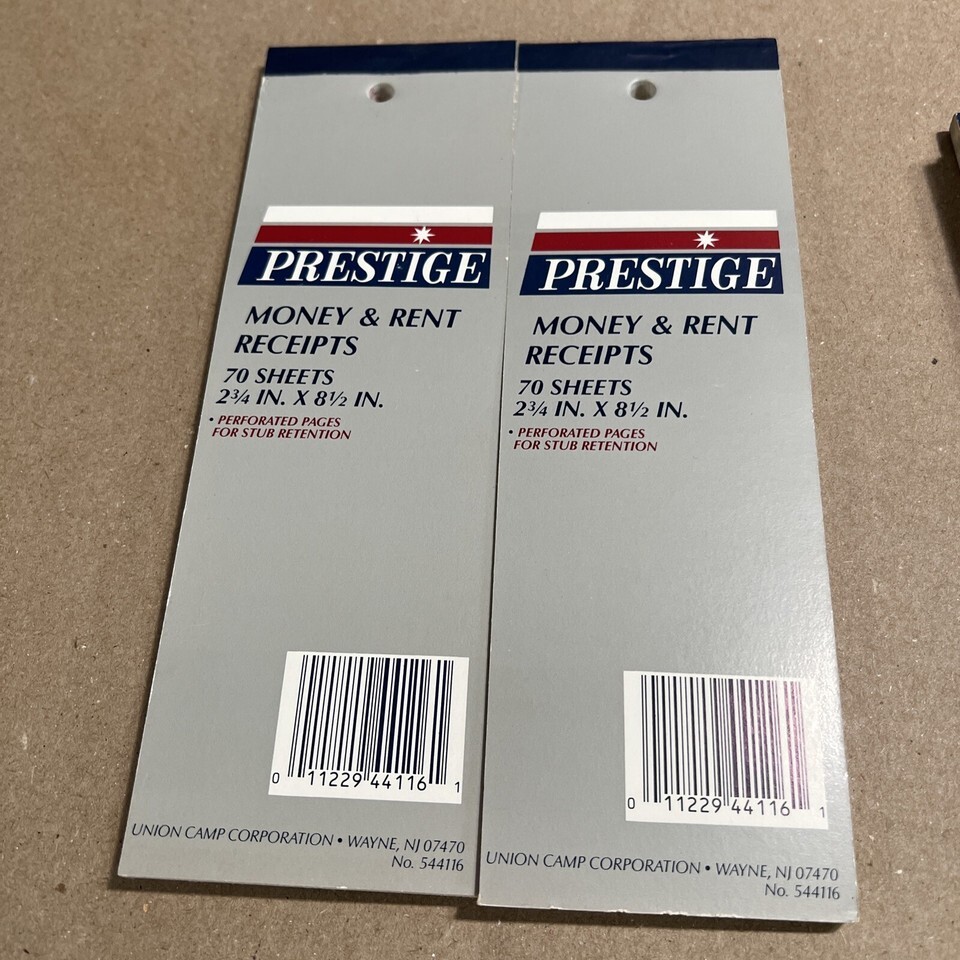 PRESTIGE
MONEY & RENT
RECEIPTS
70 SHEETS
2¾ IN. X 8½ IN.
• PERFORATED PAGES
FOR STUB RETENTION
0 11229 44116 1
UNION CAMP CORPORATION • WAYNE, NJ 07470
No. 544116
PRESTIGE
MONEY & RENT
RECEIPTS
70 SHEETS
2¾ IN. X 8½ IN.
• PERFORATED PAGES
FOR STUB RETENTION
0 11229 44116 1
UNION CAMP CORPORATION • WAYNE, NJ 07470
No. 544116